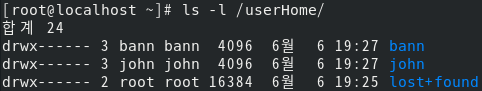 [root@localhost ~]# ls -l /userHome/
합계 24
drwx------ 3 bann bann  4096  6월   6 19:27 bann
drwx------ 3 john john  4096  6월   6 19:27 john
drwx------ 2 root root 16384  6월   6 19:25 lost+found